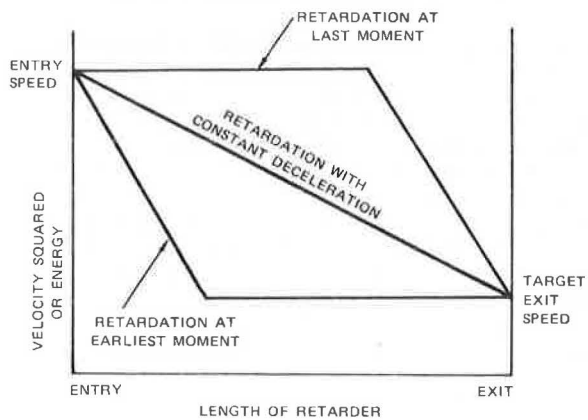 RETARDATION AT
LAST MOMENT
ENTRY
SPEED
RETARDATION WITH
CONSTANT DECELERATION
VELOCITY SQUARED
OR ENERGY
TARGET
EXIT
SPEED
RETARDATION AT
EARLIEST MOMENT
ENTRY
EXIT
LENGTH OF RETARDER